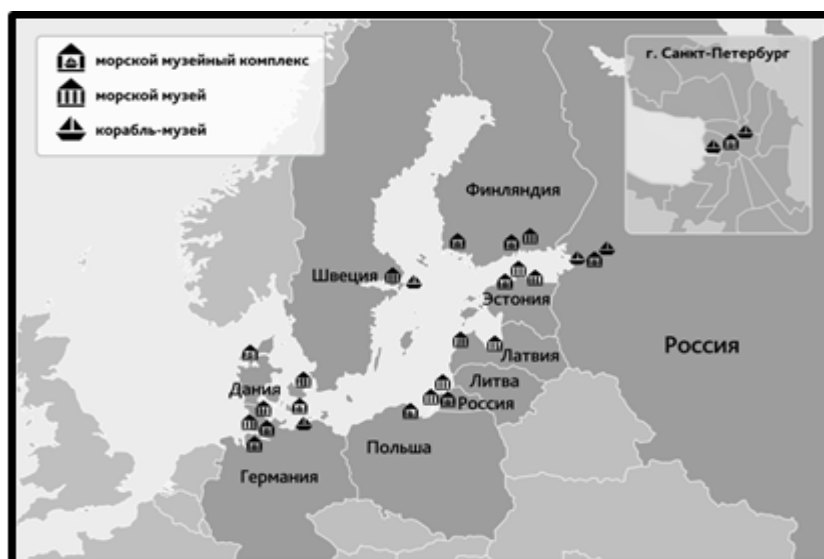 морской музейный комплекс
морской музей
корабль-музей
г. Санкт-Петербург
Финляндия
Швеция
Эстония
Россия
Латвия
Дания
Литва
Россия
Польша
Германия